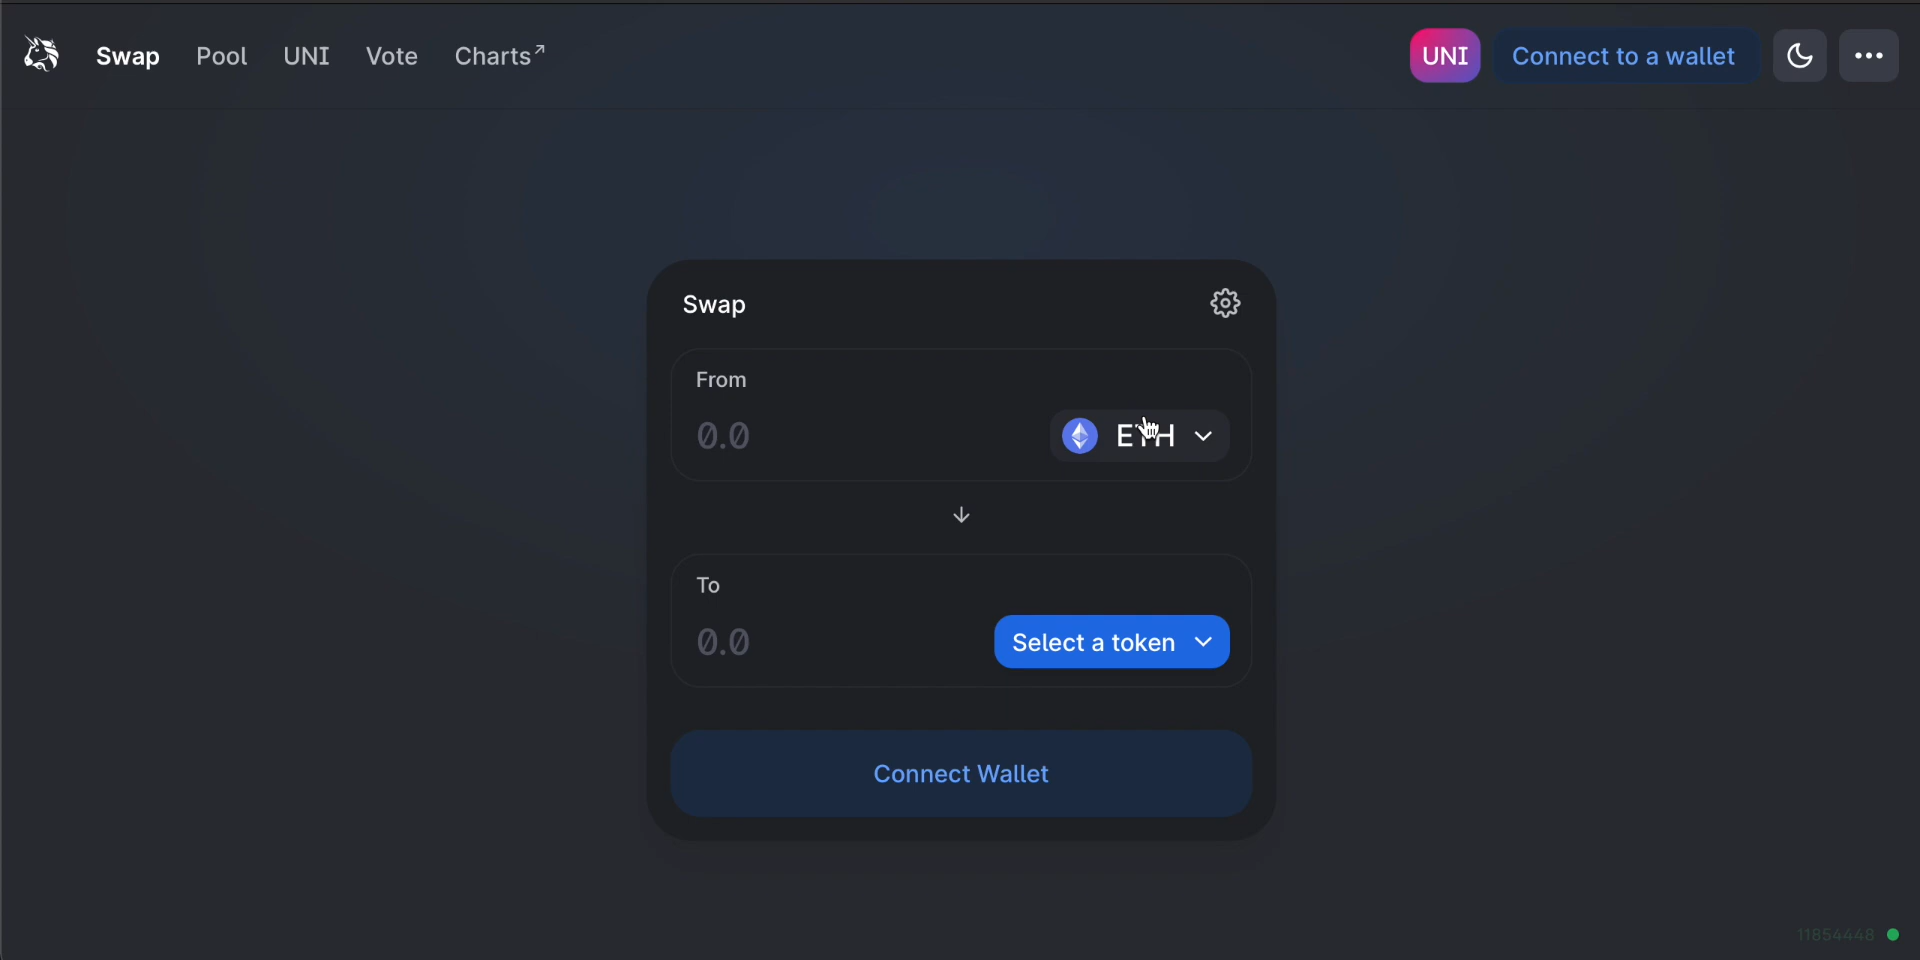 Swap Pool UNI Vote Charts↗ UNI Connect to a wallet
Swap
From
0.0 ETH
To
0.0 Select a token
Connect Wallet
11854448